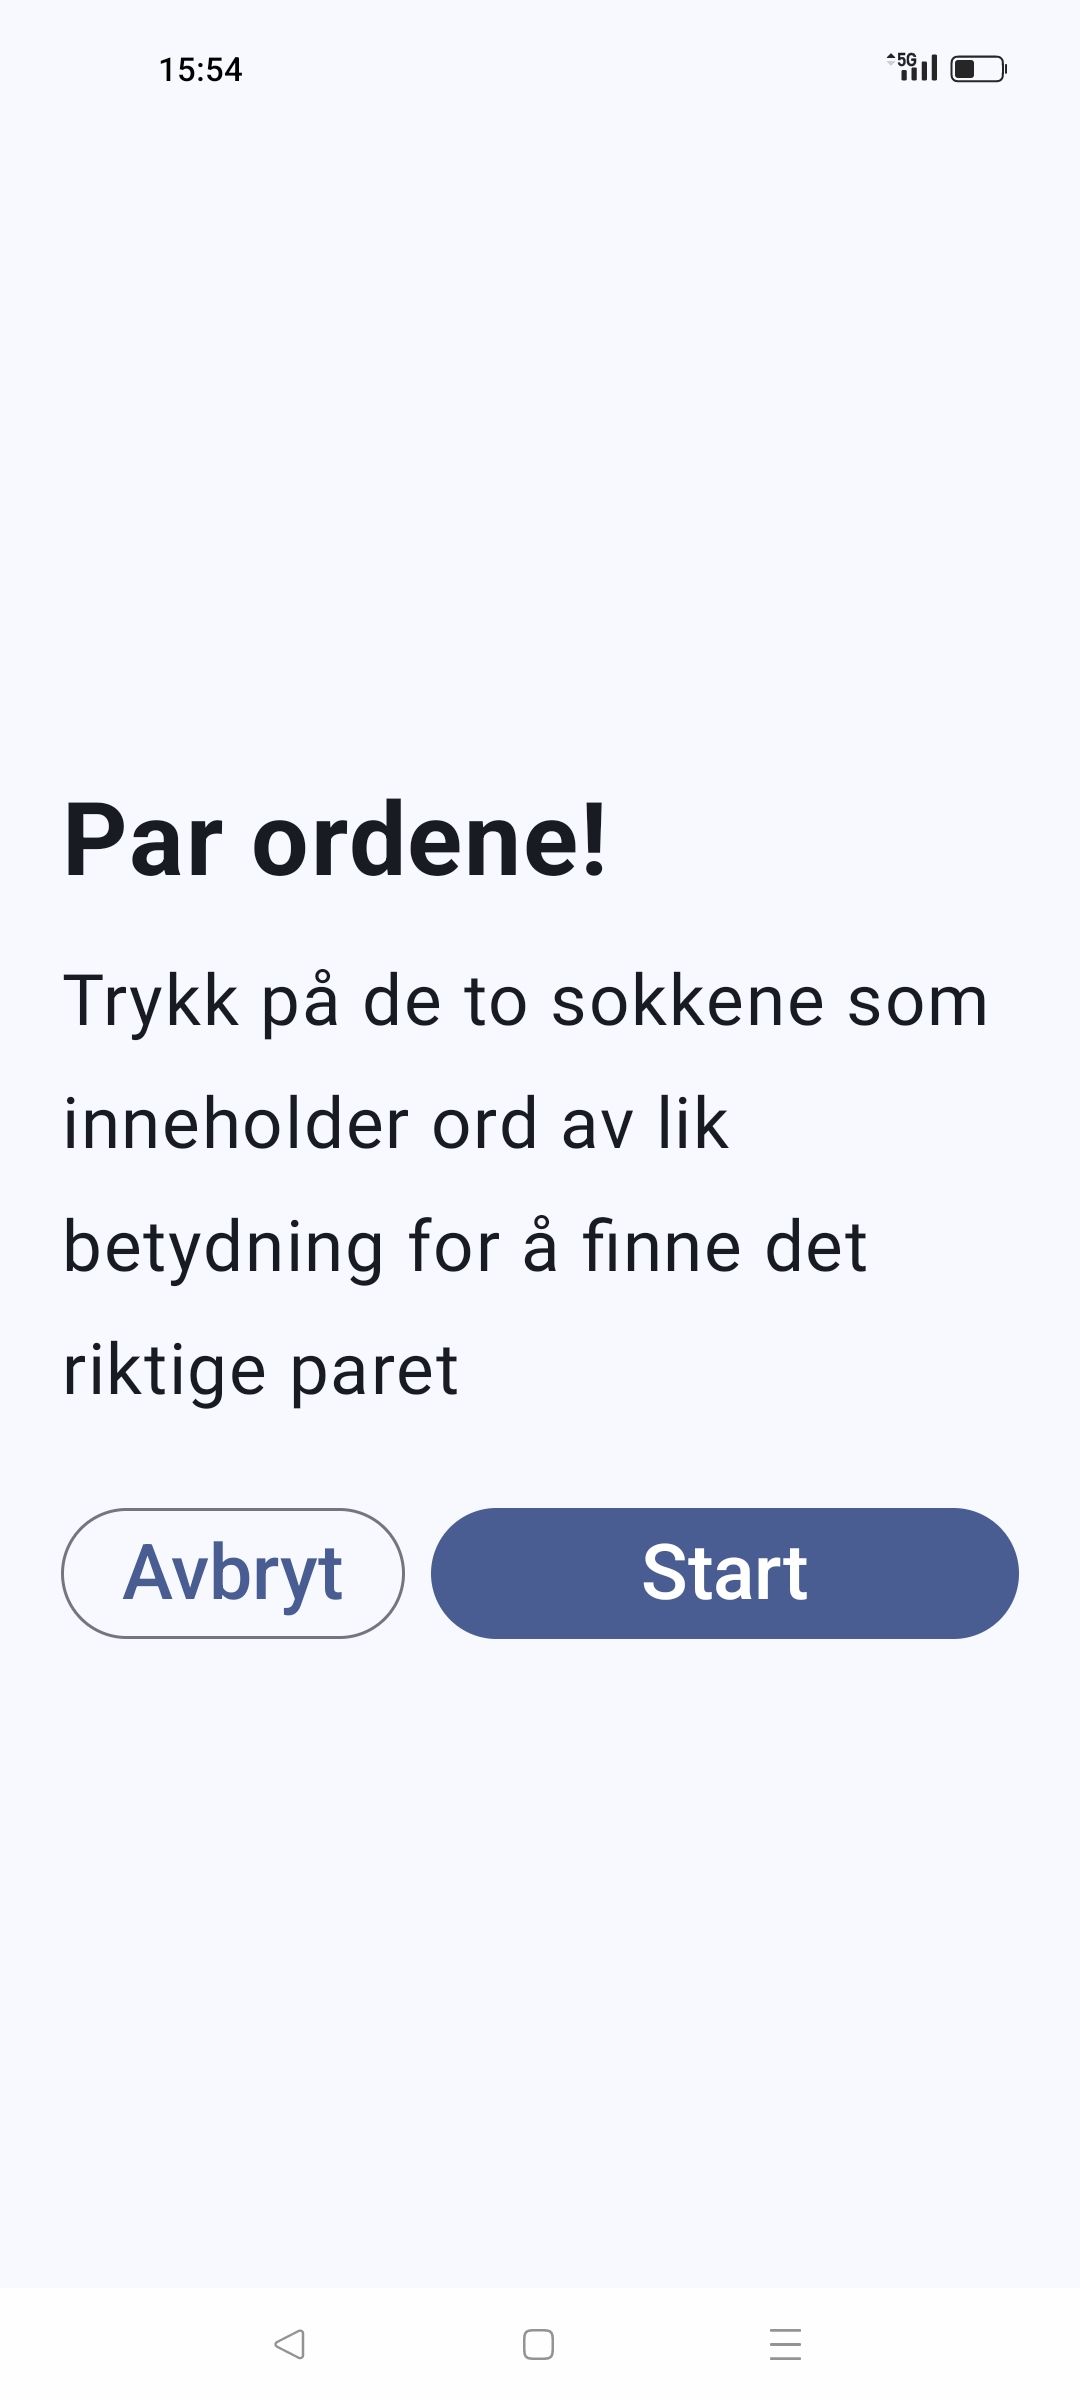 15:54
5G
Par ordene!
Trykk på de to sokkene som
inneholder ord av lik
betydning for å finne det
riktige paret
Avbryt
Start